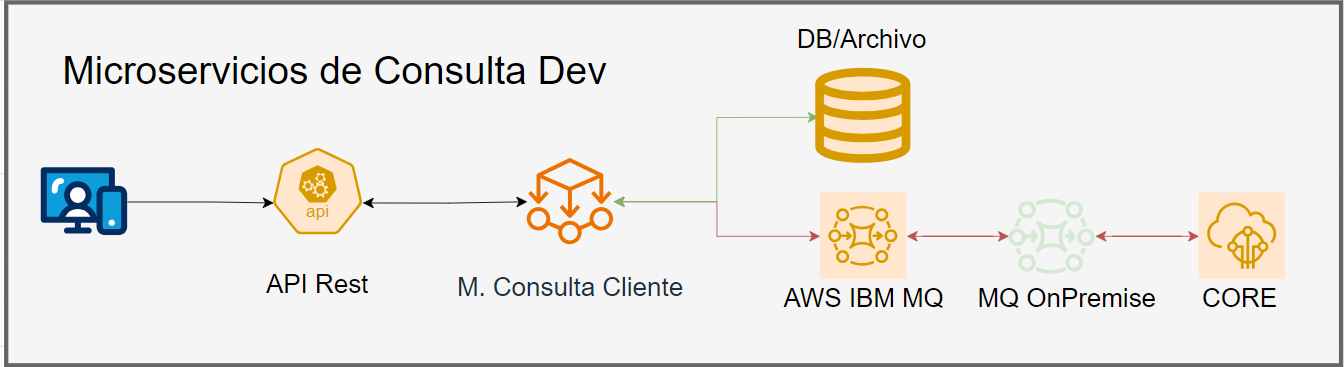 DB/Archivo
Microservicios de Consulta Dev
api
API Rest
M. Consulta Cliente
AWS IBM MQ
MQ OnPremise
CORE